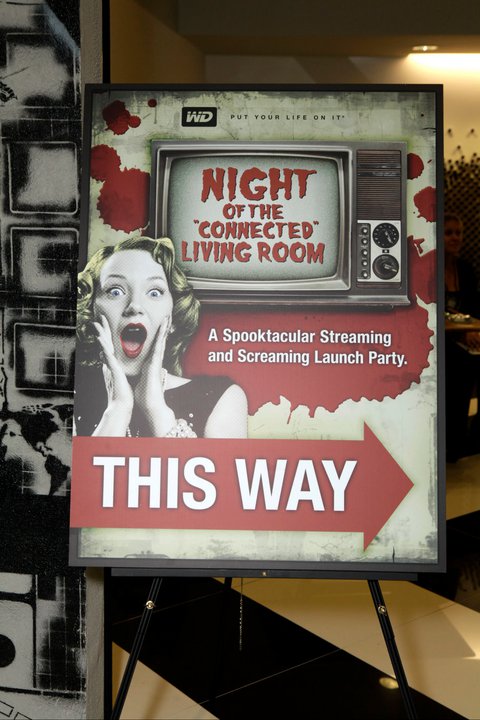 WD PUT YOUR LIFE ON IT®
NIGHT
OF THE
"CONNECTED"
LIVING ROOM
A Spooktacular Streaming
and Screaming Launch Party.
THIS WAY